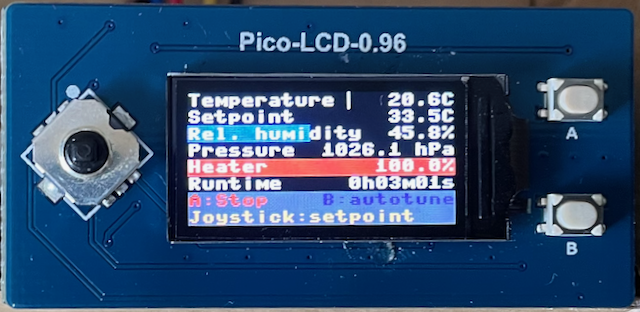 Pico-LCD-0.96
Temperature | 20.6C
Setpoint 33.5C
Rel. humidity 45.8%
Pressure 1026.1 hPa
Heater 100.0%
Runtime 0h03m01s
A:Stop B:autotune
Joystick:setpoint
A
B